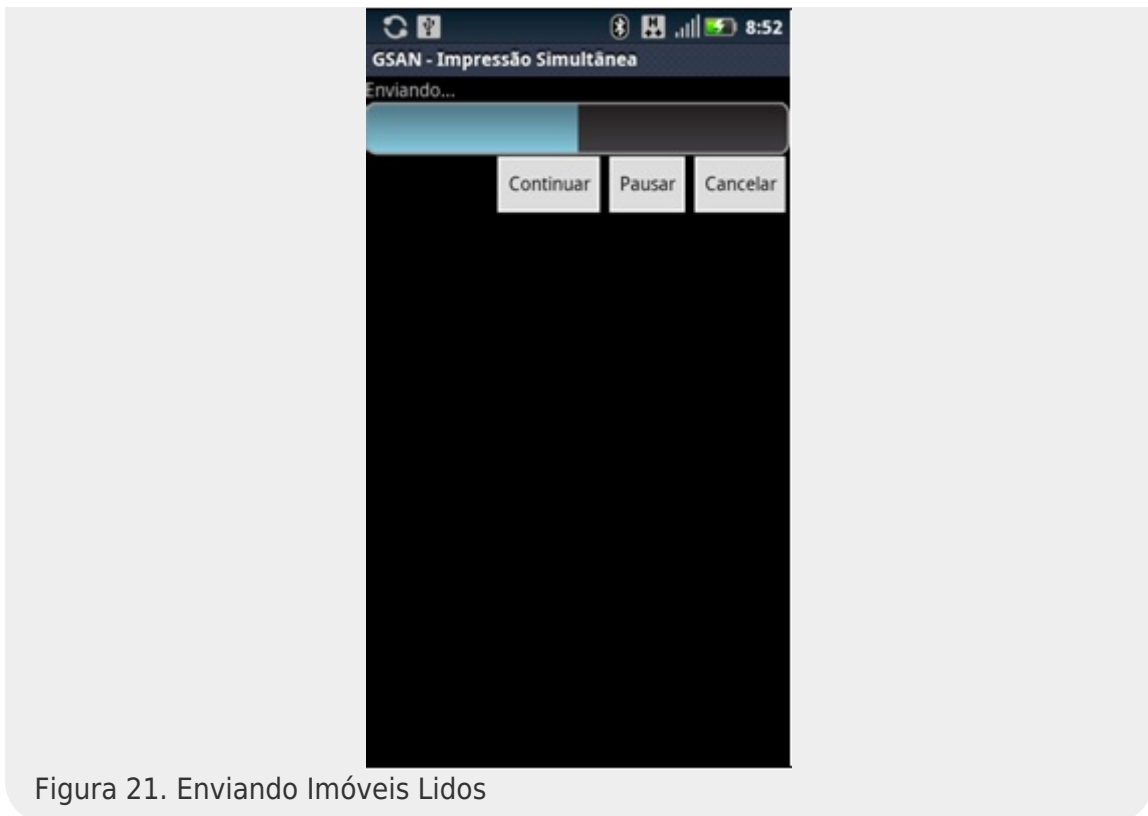 8:52
GSAN - Impressão Simultânea
Enviando...
Continuar Pausar Cancelar
Figura 21. Enviando Imóveis Lidos